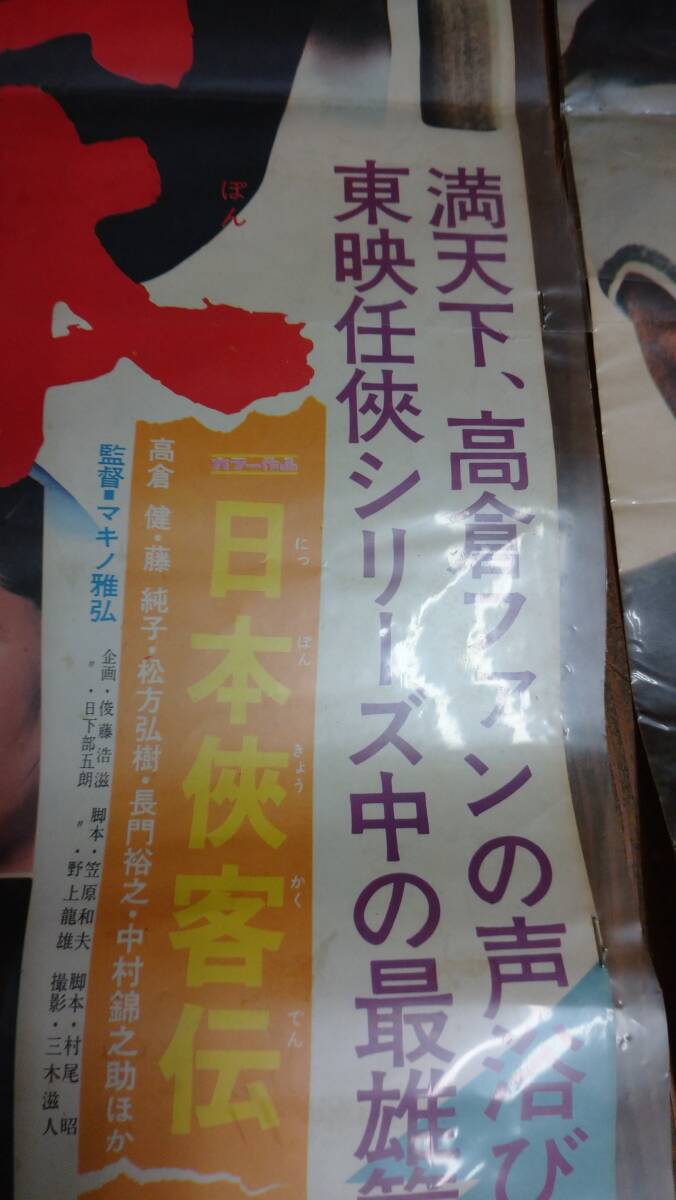 満天下、高倉ファンの声浴び
東映任俠シリーズ中の最雄篇
ぽん
カラー作品
日本俠客伝
にっぽんきょうかくでん
高倉 健・藤 純子・松方弘樹・長門裕之・中村錦之助ほか
監督■マキノ雅弘
企画・俊藤浩滋
〃・日下部五朗
脚本・笠原和夫
〃・野上龍雄
脚本・村尾 昭
撮影・三木滋人